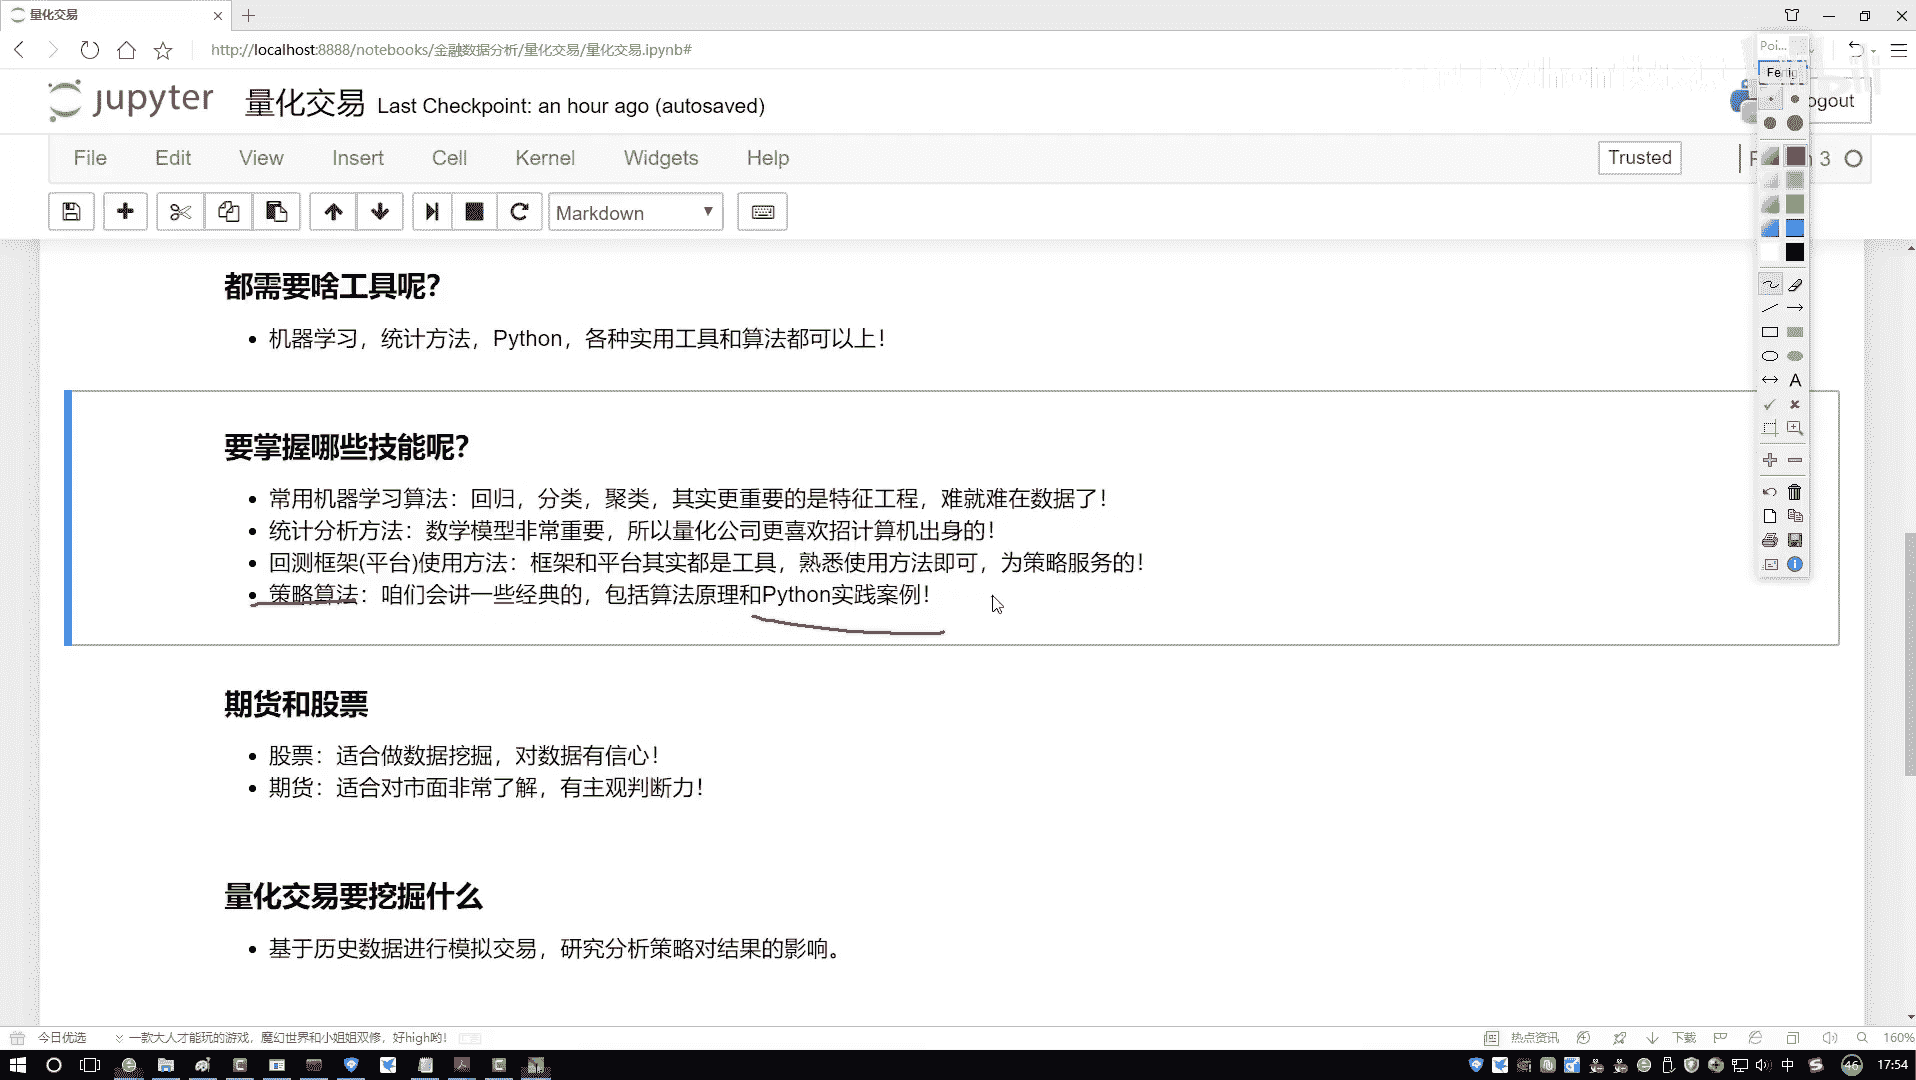 量化交易
http://localhost:8888/notebooks/金融数据分析/量化交易/量化交易.ipynb#
Poi...
Fertig
jupyter 量化交易 Last Checkpoint: an hour ago (autosaved)
ogout
File Edit View Insert Cell Kernel Widgets Help Trusted 3
Markdown
都需要啥工具呢？
机器学习，统计方法，Python，各种实用工具和算法都可以上！
要掌握哪些技能呢？
常用机器学习算法：回归，分类，聚类，其实更重要的是特征工程，难就难在数据了！
统计分析方法：数学模型非常重要，所以量化公司更喜欢招计算机出身的！
回测框架(平台)使用方法：框架和平台其实都是工具，熟悉使用方法即可，为策略服务的！
策略算法：咱们会讲一些经典的，包括算法原理和Python实践案例！
期货和股票
股票：适合做数据挖掘，对数据有信心！
期货：适合对市面非常了解，有主观判断力！
量化交易要挖掘什么
基于历史数据进行模拟交易，研究分析策略对结果的影响。
今日优选 一款大人才能玩的游戏，魔幻世界和小姐姐双修，好high哟! 热点资讯 下载 160%
中 46 17:54